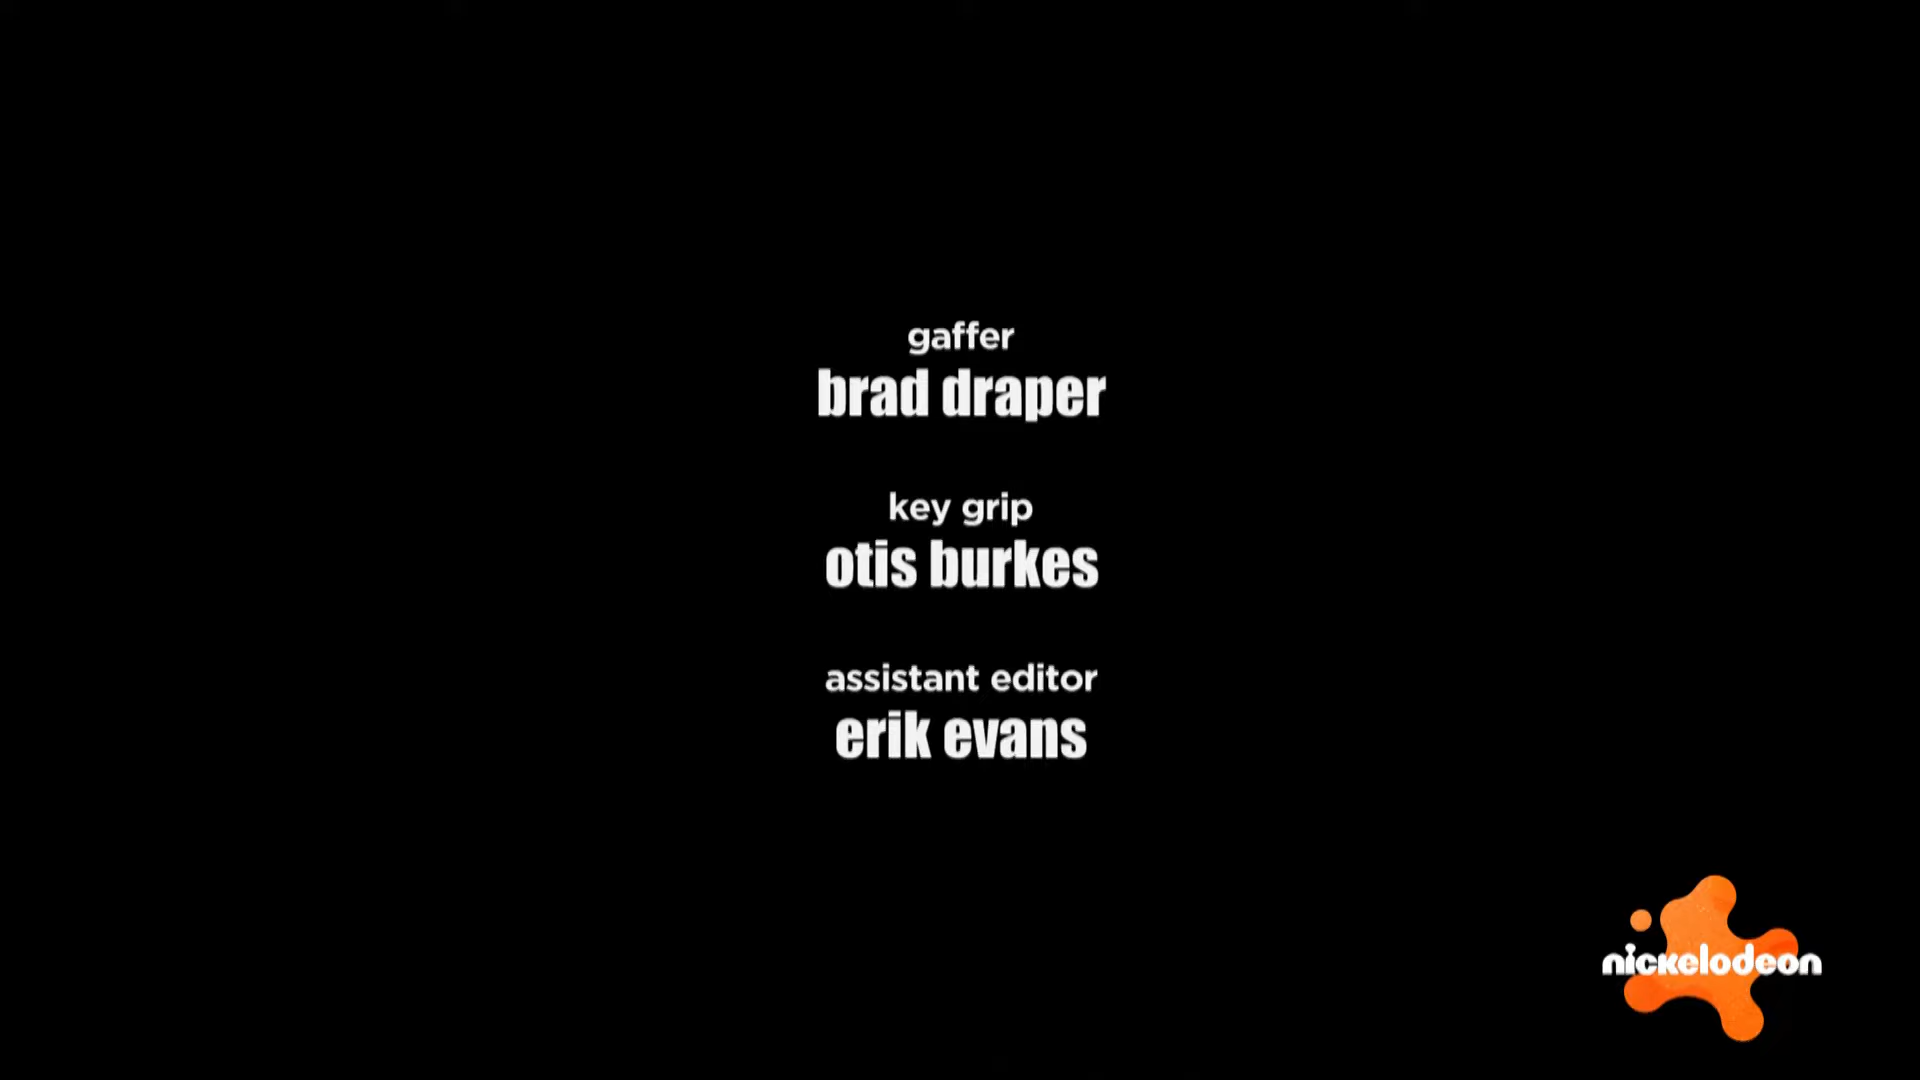 gaffer
brad draper
key grip
otis burkes
assistant editor
erik evans
nickelodeon